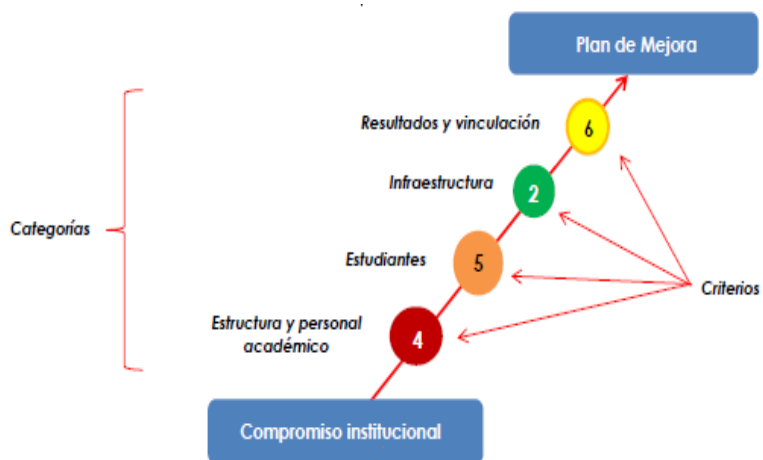 Plan de Mejora
Resultados y vinculación
6
Infraestructura
2
Categorías
Estudiantes
5
Criterios
Estructura y personal
académico
4
Compromiso institucional